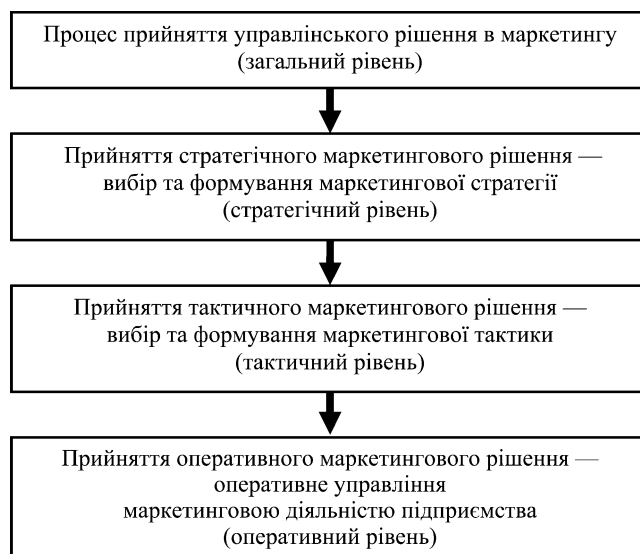 Процес прийняття управлінського рішення в маркетингу
(загальний рівень)
Прийняття стратегічного маркетингового рішення —
вибір та формування маркетингової стратегії
(стратегічний рівень)
Прийняття тактичного маркетингового рішення —
вибір та формування маркетингової тактики
(тактичний рівень)
Прийняття оперативного маркетингового рішення —
оперативне управління
маркетинговою діяльністю підприємства
(оперативний рівень)